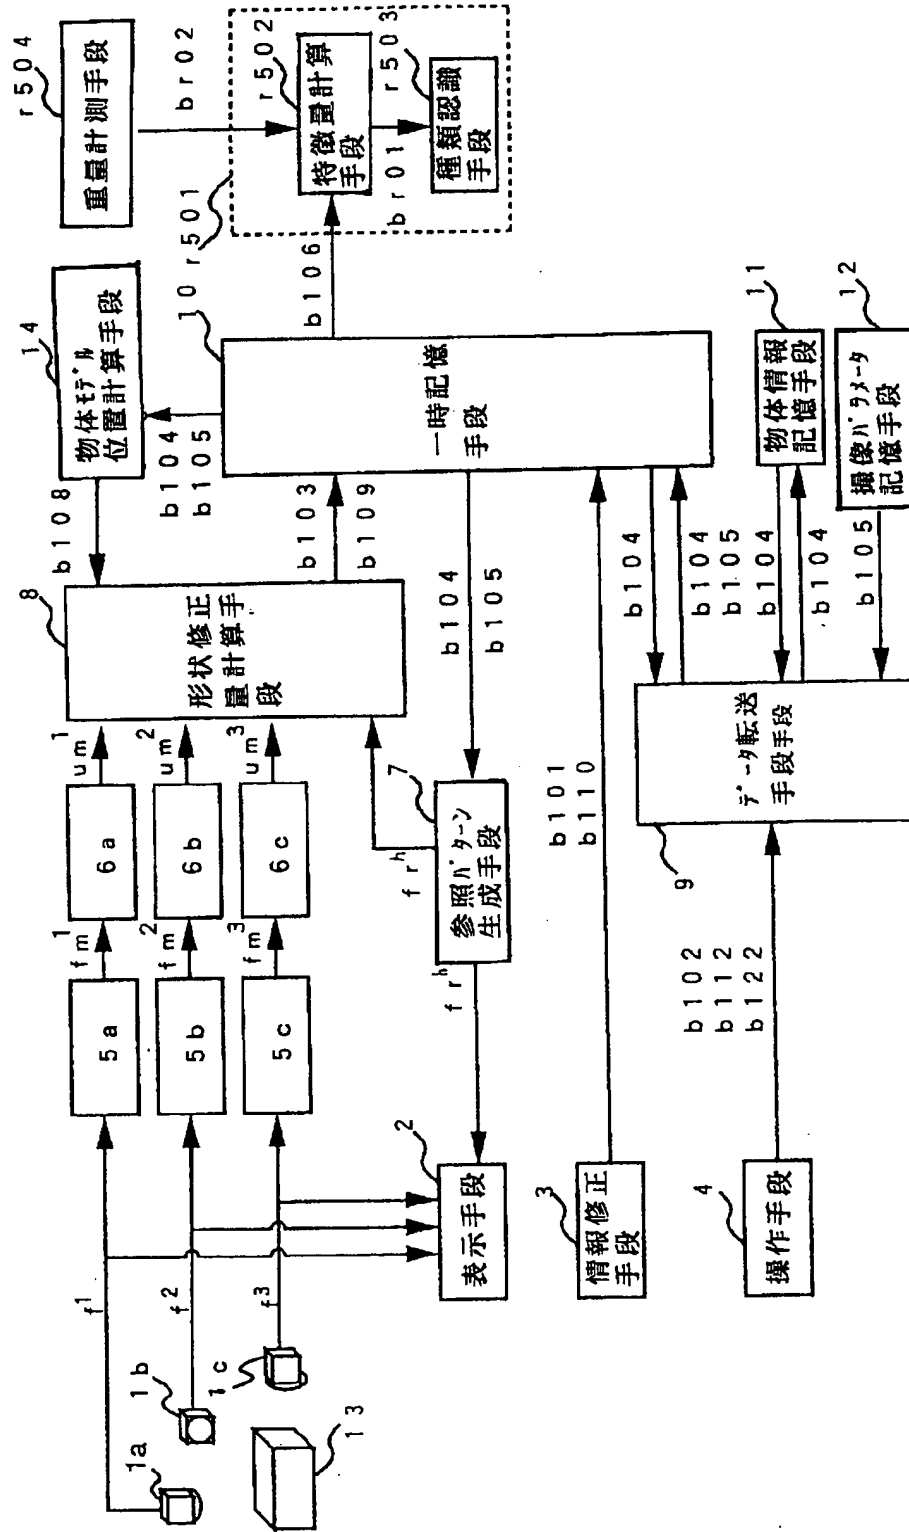 1a
1b
1c
13
f1
f2
f3
5a
5b
5c
fm1
fm2
fm3
6a
6b
6c
um1
um2
um3
8
形状修正
量計算手
段
b108
14
物体ﾓﾃﾞﾙ
位置計算手段
b104
b105
r504
重量計測手段
br02
b103
b109
10
一時記憶
手段
b106
r501
r502
特徴量計算
手段
br01
r503
種類認識
手段
2
表示手段
frh
7
参照ﾊﾟﾀｰﾝ
生成手段
frh
b104
b105
3
情報修正
手段
b101
b110
4
操作手段
b102
b112
b122
9
ﾃﾞｰﾀ転送
手段手段
b104
b104
b105
b104
b104
b105
11
物体情報
記憶手段
12
撮像ﾊﾟﾗﾒｰﾀ
記憶手段